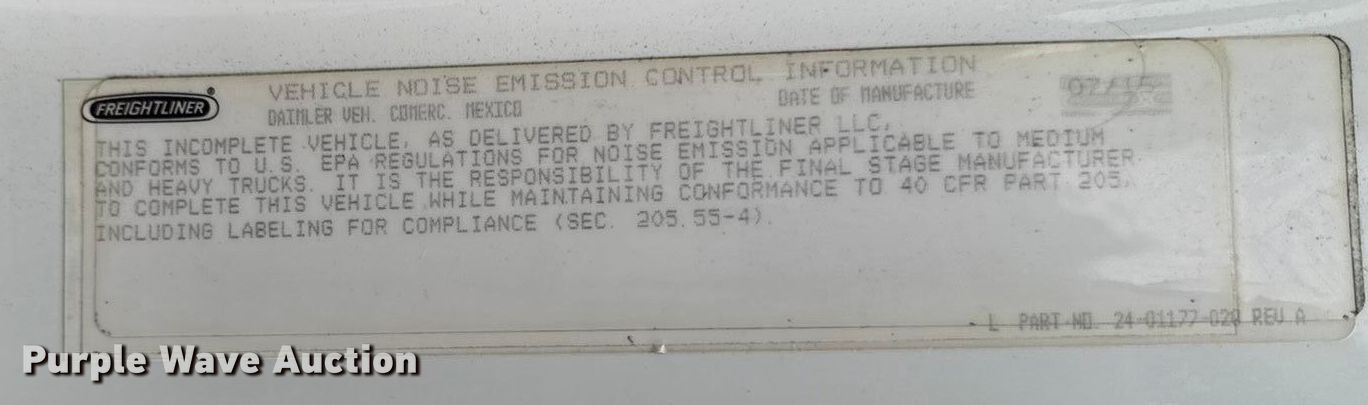 FREIGHTLINER®
VEHICLE NOISE EMISSION CONTROL INFORMATION
DAIMLER VEH. COMERC. MEXICO
DATE OF MANUFACTURE
07/15
THIS INCOMPLETE VEHICLE, AS DELIVERED BY FREIGHTLINER LLC,
CONFORMS TO U.S. EPA REGULATIONS FOR NOISE EMISSION APPLICABLE TO MEDIUM
AND HEAVY TRUCKS. IT IS THE RESPONSIBILITY OF THE FINAL STAGE MANUFACTURER
TO COMPLETE THIS VEHICLE WHILE MAINTAINING CONFORMANCE TO 40 CFR PART 205,
INCLUDING LABELING FOR COMPLIANCE (SEC. 205.55-4).
L PART NO. 24-01177-020 REV A
Purple Wave Auction